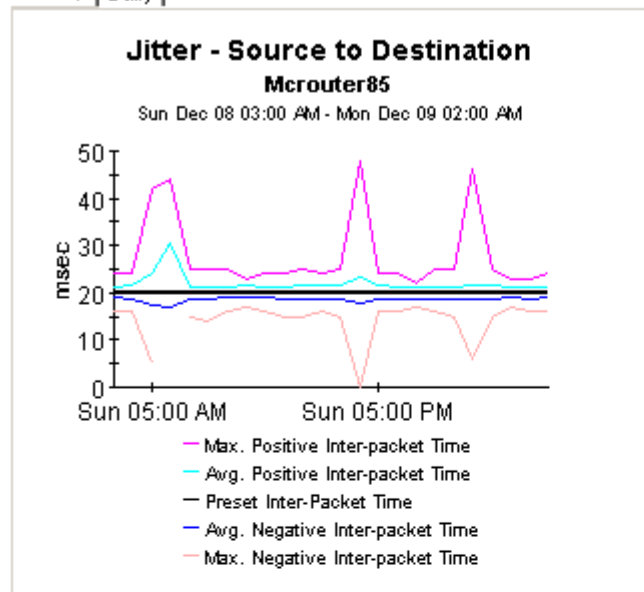 Jitter - Source to Destination
Mcrouter85
Sun Dec 08 03:00 AM - Mon Dec 09 02:00 AM
50
40
30
20
10
0
msec
Sun 05:00 AM Sun 05:00 PM
Max. Positive Inter-packet Time
Avg. Positive Inter-packet Time
Preset Inter-Packet Time
Avg. Negative Inter-packet Time
Max. Negative Inter-packet Time